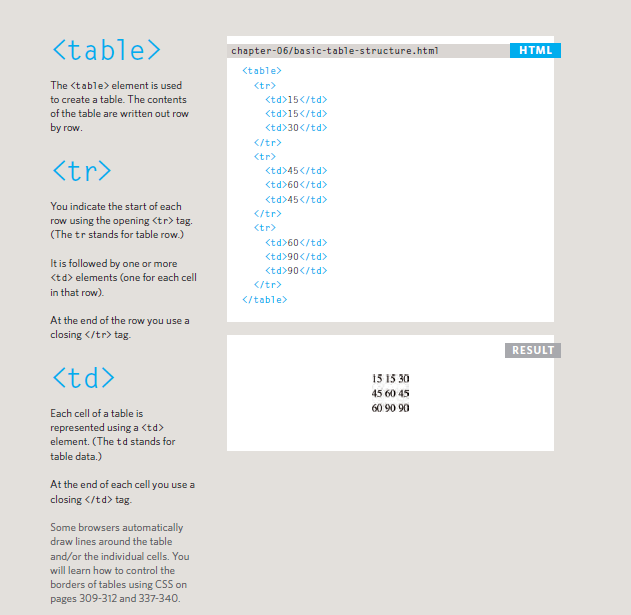 <table>
The <table> element is used
to create a table. The contents
of the table are written out row
by row.
<tr>
You indicate the start of each
row using the opening <tr> tag.
(The tr stands for table row.)
It is followed by one or more
<td> elements (one for each cell
in that row).
At the end of the row you use a
closing </tr> tag.
<td>
Each cell of a table is
represented using a <td>
element. (The td stands for
table data.)
At the end of each cell you use a
closing </td> tag.
Some browsers automatically
draw lines around the table
and/or the individual cells. You
will learn how to control the
borders of tables using CSS on
pages 309-312 and 337-340.
chapter-06/basic-table-structure.html HTML
<table>
<tr>
<td>15</td>
<td>15</td>
<td>30</td>
</tr>
<tr>
<td>45</td>
<td>60</td>
<td>45</td>
</tr>
<tr>
<td>60</td>
<td>90</td>
<td>90</td>
</tr>
</table>
RESULT
15 15 30
45 60 45
60 90 90